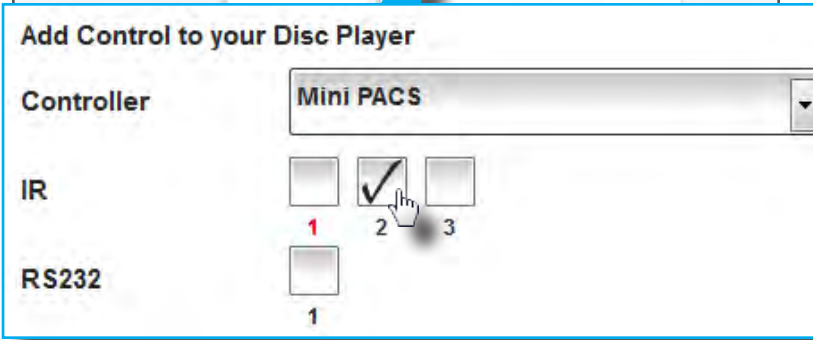 Add Control to your Disc Player
Controller Mini PACS
IR
1 2 3
RS232
1